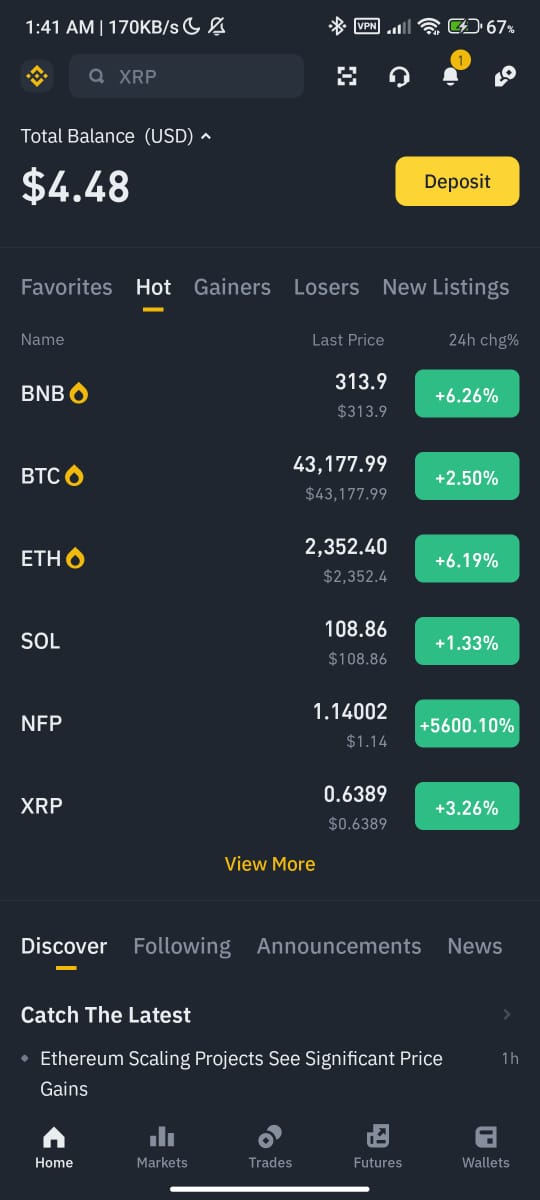 1:41 AM | 170KB/s
VPN
67%
XRP
1
Total Balance (USD)
$4.48
Deposit
Favorites Hot Gainers Losers New Listings
Name Last Price 24h chg%
BNB 313.9 +6.26%
$313.9
BTC 43,177.99 +2.50%
$43,177.99
ETH 2,352.40 +6.19%
$2,352.4
SOL 108.86 +1.33%
$108.86
NFP 1.14002 +5600.10%
$1.14
XRP 0.6389 +3.26%
$0.6389
View More
Discover Following Announcements News
Catch The Latest
Ethereum Scaling Projects See Significant Price 1h
Gains
Home Markets Trades Futures Wallets